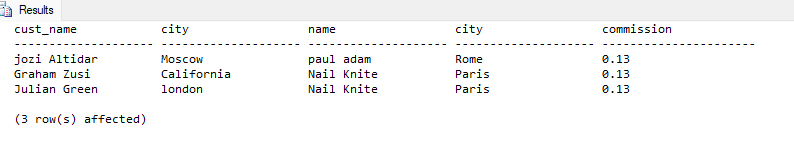 Results
cust_name city name city commission
-------------------- -------------------- -------------------- -------------------- ----------------------
jozi Altidar Moscow paul adam Rome 0.13
Graham Zusi California Nail Knite Paris 0.13
Julian Green london Nail Knite Paris 0.13
(3 row(s) affected)